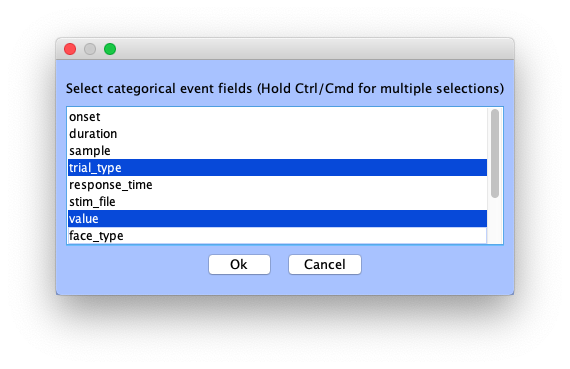 Select categorical event fields (Hold Ctrl/Cmd for multiple selections)
onset
duration
sample
trial_type
response_time
stim_file
value
face_type
Ok Cancel